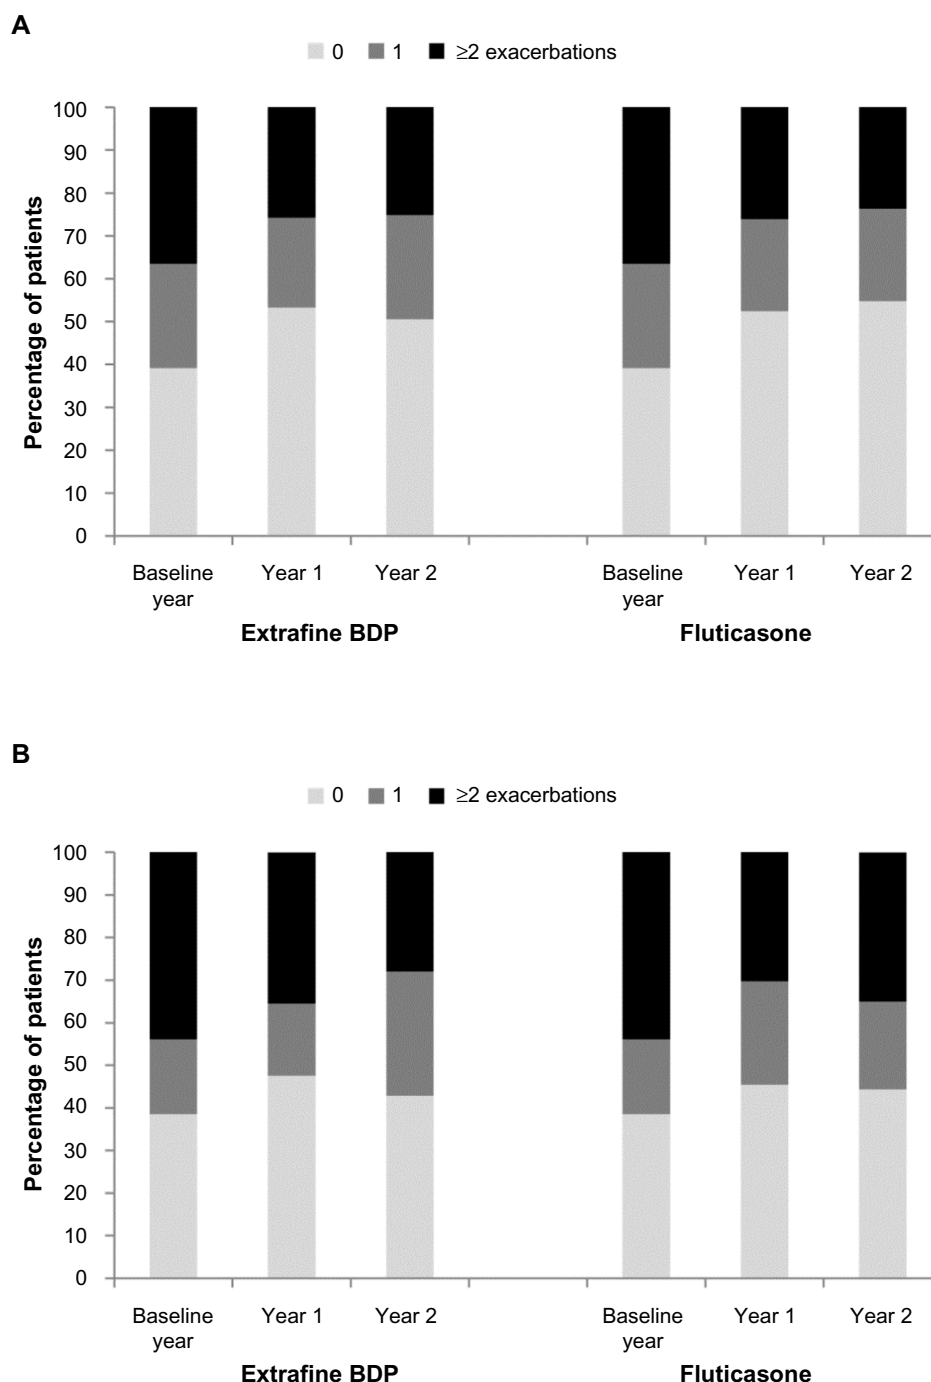 A
0 1 ≥2 exacerbations
100
90
80
70
60
50
40
30
20
10
0
Percentage of patients
Baseline year Year 1 Year 2 Baseline year Year 1 Year 2
Extrafine BDP Fluticasone
B
0 1 ≥2 exacerbations
100
90
80
70
60
50
40
30
20
10
0
Percentage of patients
Baseline year Year 1 Year 2 Baseline year Year 1 Year 2
Extrafine BDP Fluticasone